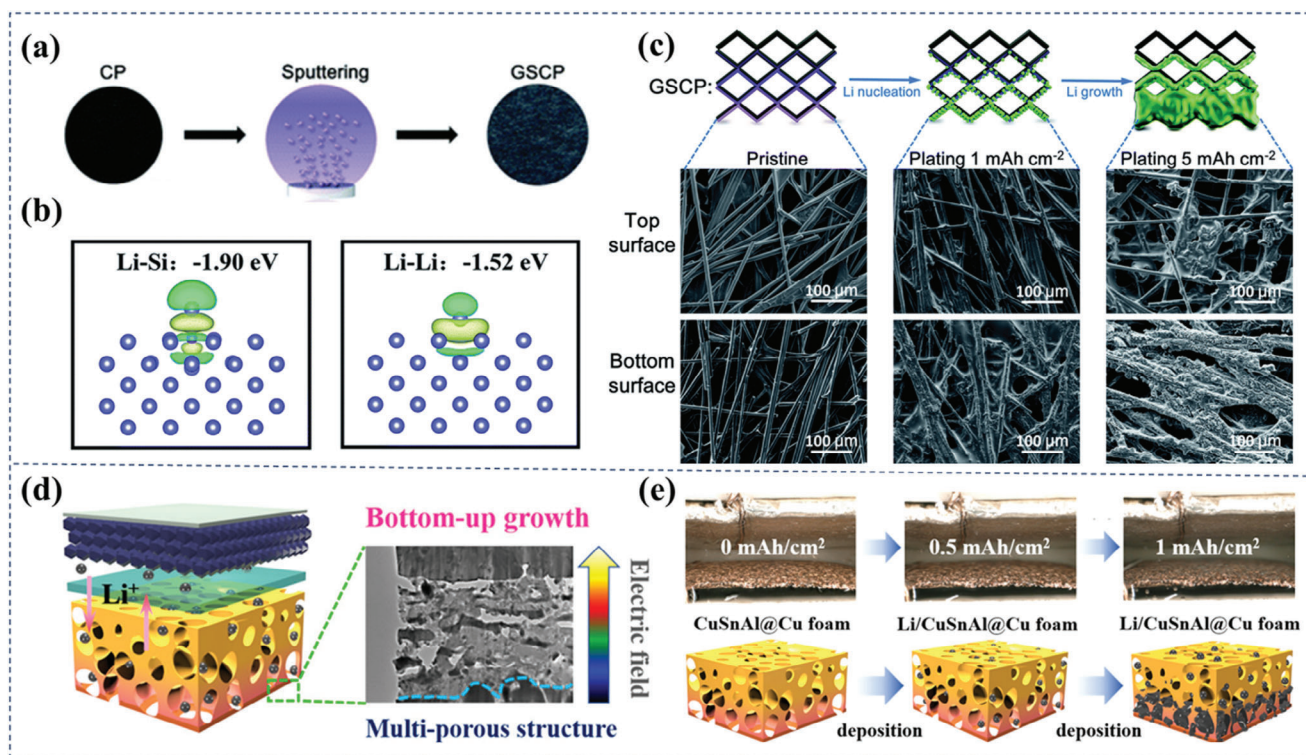 (a)
CP
Sputtering
GSCP
(b)
Li-Si: -1.90 eV
Li-Li: -1.52 eV
(c)
GSCP:
Li nucleation
Li growth
Pristine
Plating 1 mAh cm⁻²
Plating 5 mAh cm⁻²
Top
surface
100 μm
100 μm
100 μm
Bottom
surface
100 μm
100 μm
100 μm
(d)
Li⁺
Bottom-up growth
Electric field
Multi-porous structure
(e)
0 mAh/cm²
0.5 mAh/cm²
1 mAh/cm²
CuSnAl@Cu foam
Li/CuSnAl@Cu foam
Li/CuSnAl@Cu foam
deposition
deposition